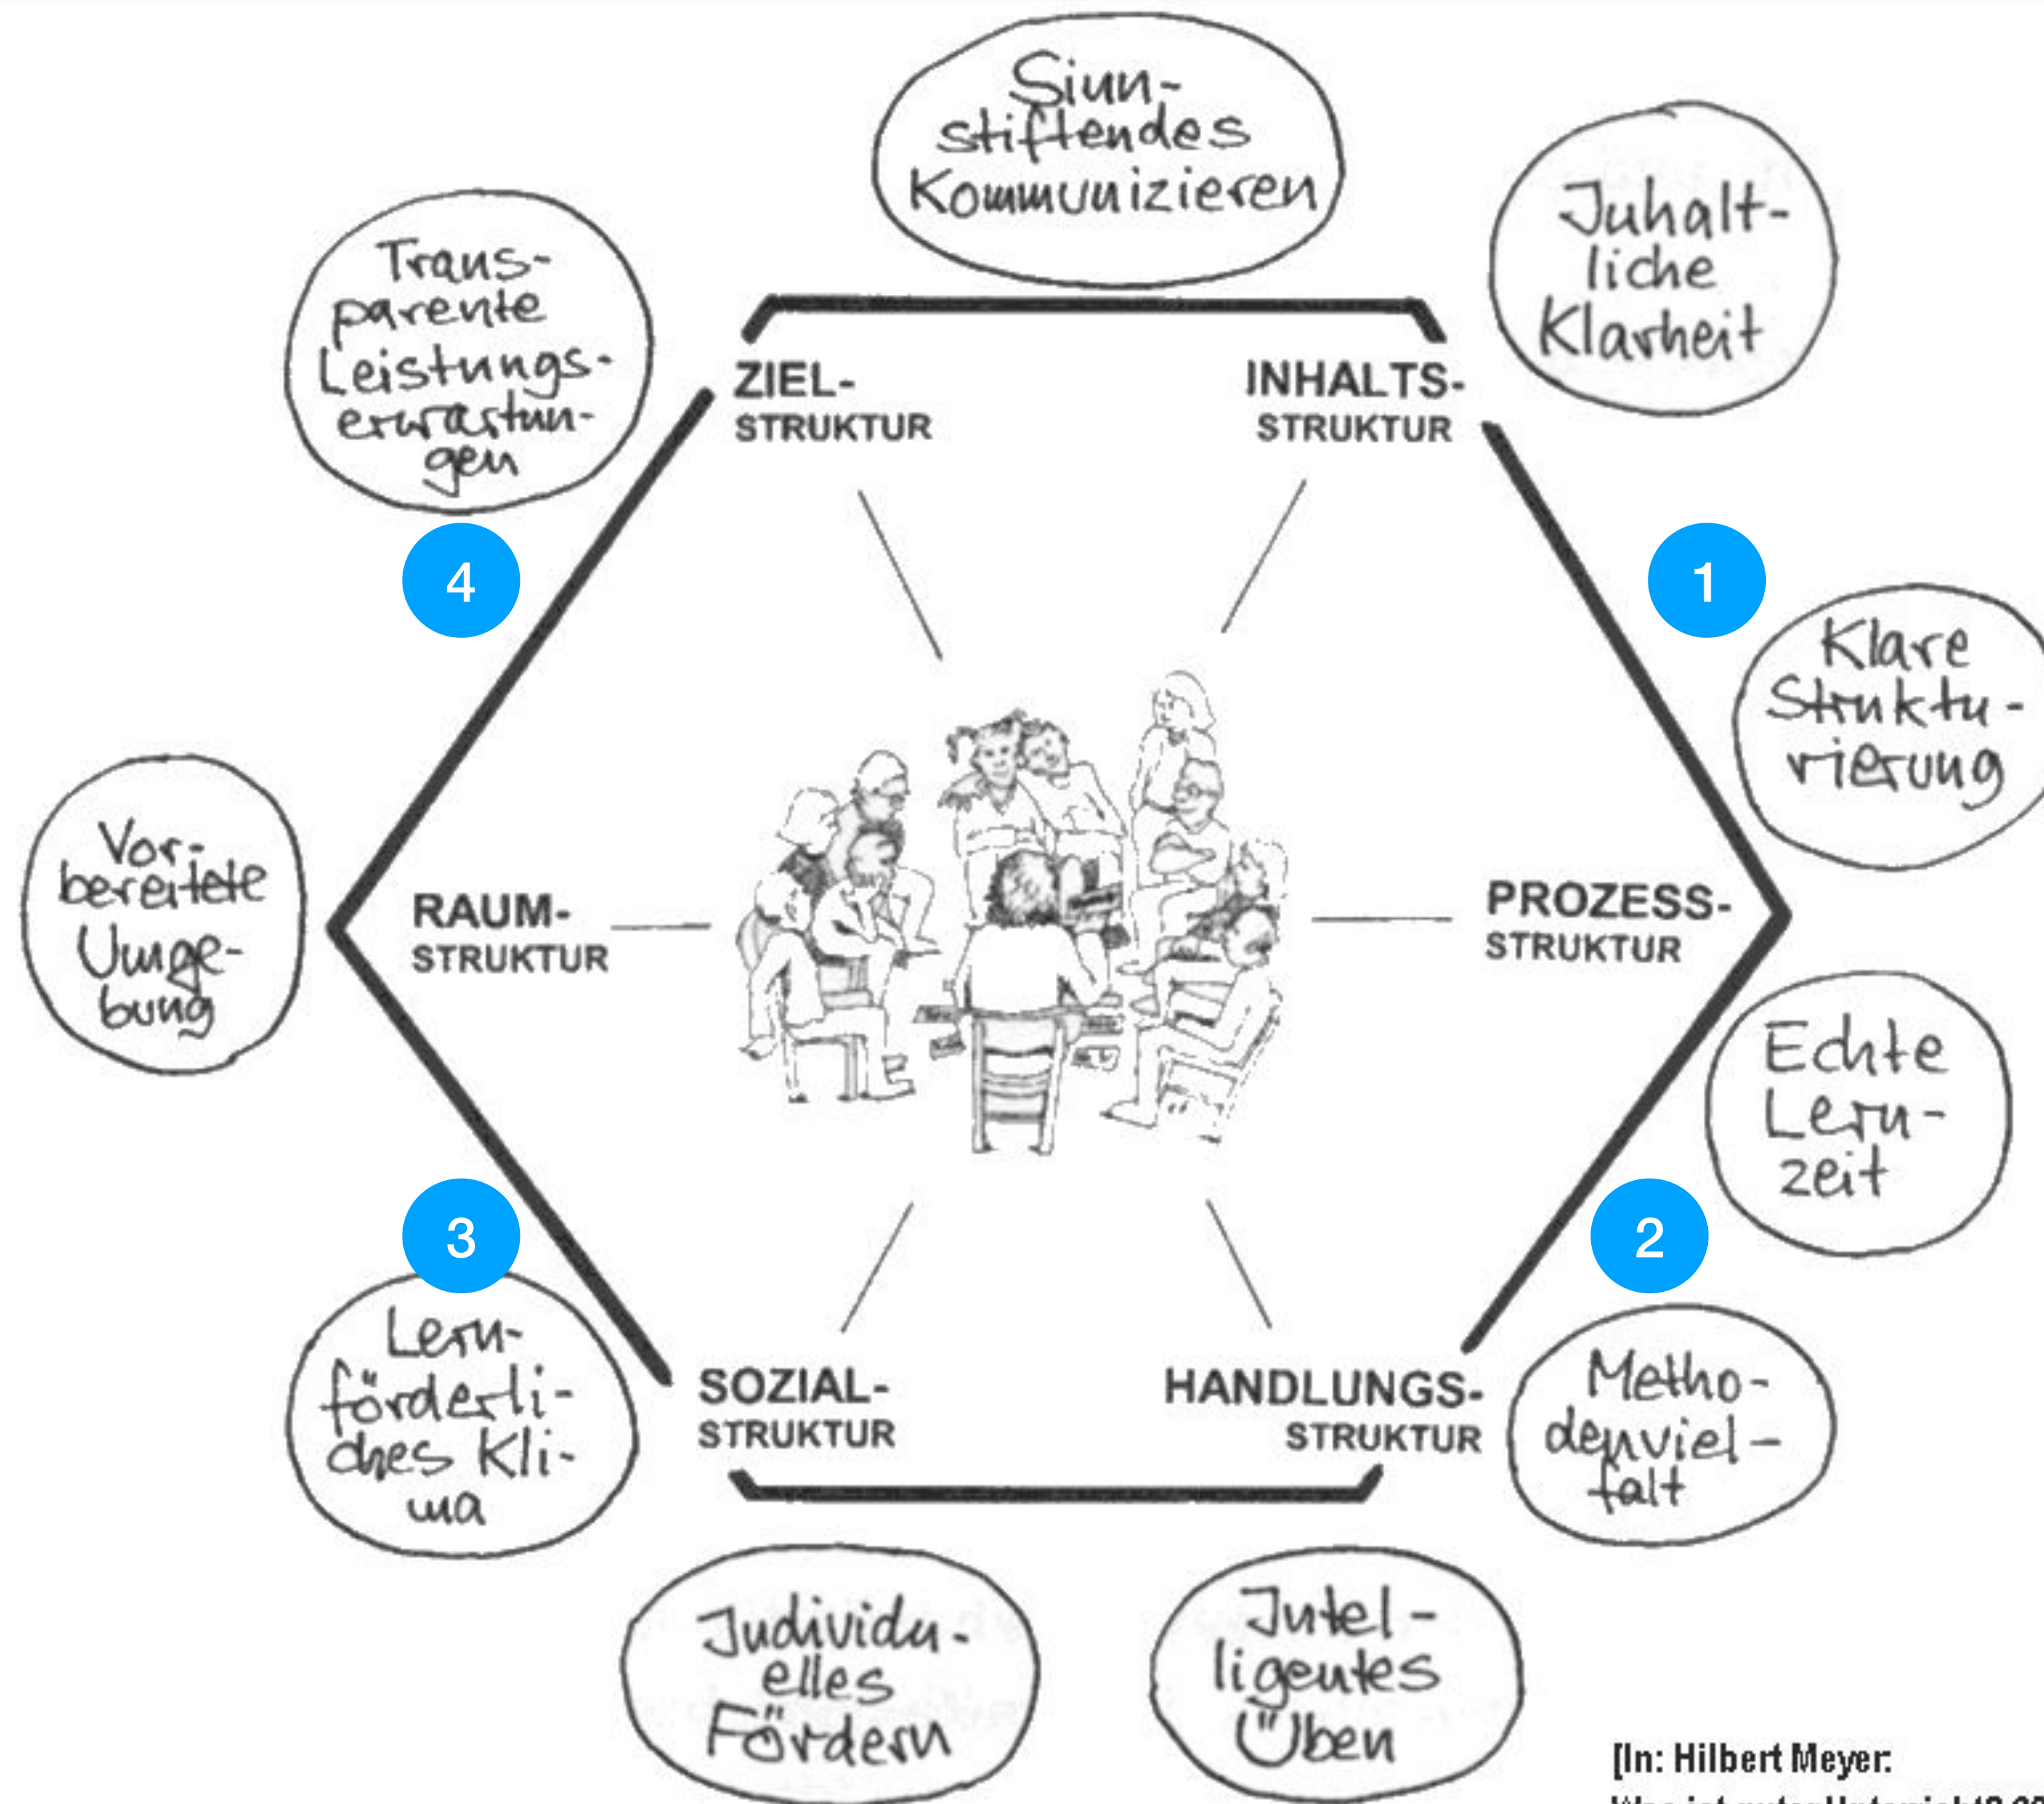 Sinn-
stiftendes
Kommunizieren
Inhalt-
liche
Klarheit
Trans-
parente
Leistungs-
erwartun-
gen
ZIEL-
STRUKTUR
INHALTS-
STRUKTUR
4
1
Klare
Struktu-
rierung
Vor-
bereitete
Umge-
bung
RAUM-
STRUKTUR
PROZESS-
STRUKTUR
Echte
Lern-
zeit
3
2
Lern-
förderli-
ches Kli-
ma
SOZIAL-
STRUKTUR
HANDLUNGS-
STRUKTUR
Metho-
denviel-
falt
Individu-
elles
Fördern
Intel-
ligentes
Üben
[In: Hilbert Meyer: